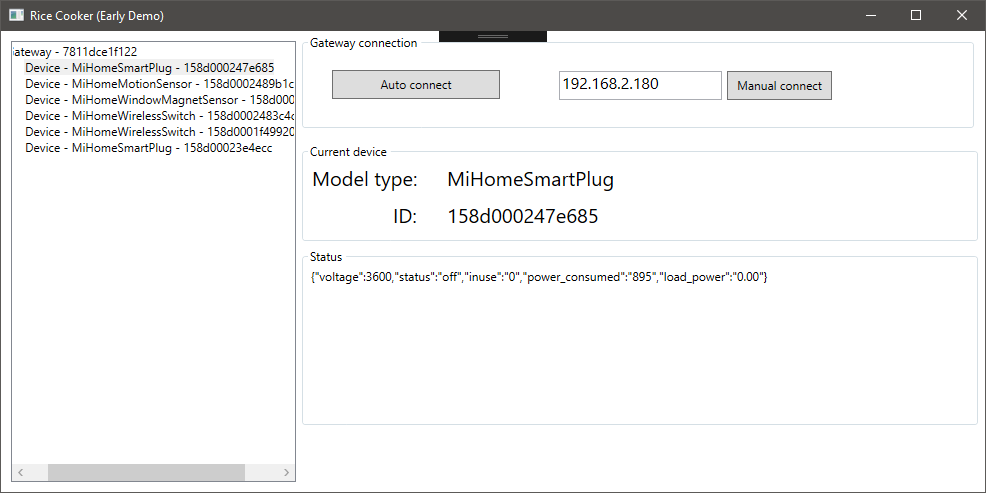 Rice Cooker (Early Demo)
ateway - 7811dce1f122
Device - MiHomeSmartPlug - 158d000247e685
Device - MiHomeMotionSensor - 158d0002489b1c
Device - MiHomeWindowMagnetSensor - 158d000
Device - MiHomeWirelessSwitch - 158d0002483c4c
Device - MiHomeWirelessSwitch - 158d0001f49920
Device - MiHomeSmartPlug - 158d00023e4ecc
Gateway connection
Auto connect
192.168.2.180
Manual connect
Current device
Model type: MiHomeSmartPlug
ID: 158d000247e685
Status
{"voltage":3600,"status":"off","inuse":"0","power_consumed":"895","load_power":"0.00"}